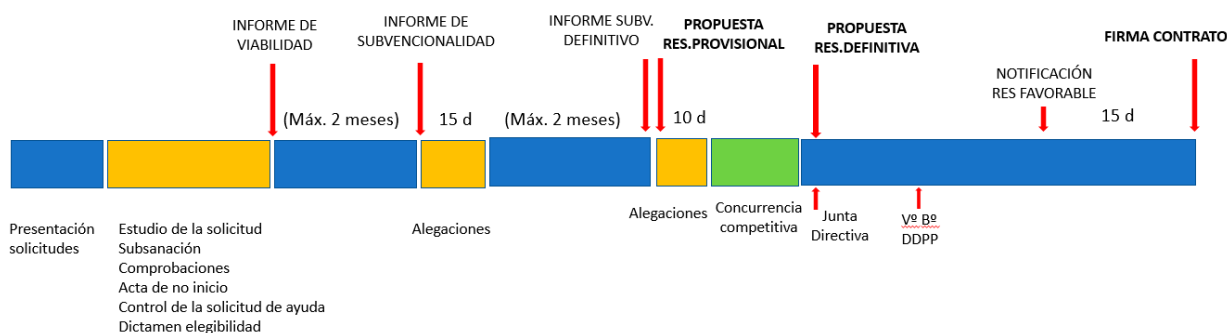 INFORME DE
VIABILIDAD
INFORME DE
SUBVENCIONALIDAD
INFORME SUBV.
DEFINITIVO
PROPUESTA
RES.PROVISIONAL
PROPUESTA
RES.DEFINITIVA
NOTIFICACIÓN
RES FAVORABLE
FIRMA CONTRATO
(Máx. 2 meses)
15 d
(Máx. 2 meses)
10 d
15 d
Presentación
solicitudes
Estudio de la solicitud
Subsanación
Comprobaciones
Acta de no inicio
Control de la solicitud de ayuda
Dictamen elegibilidad
Alegaciones
Alegaciones
Concurrencia
competitiva
Junta
Directiva
Vº Bº
DDPP